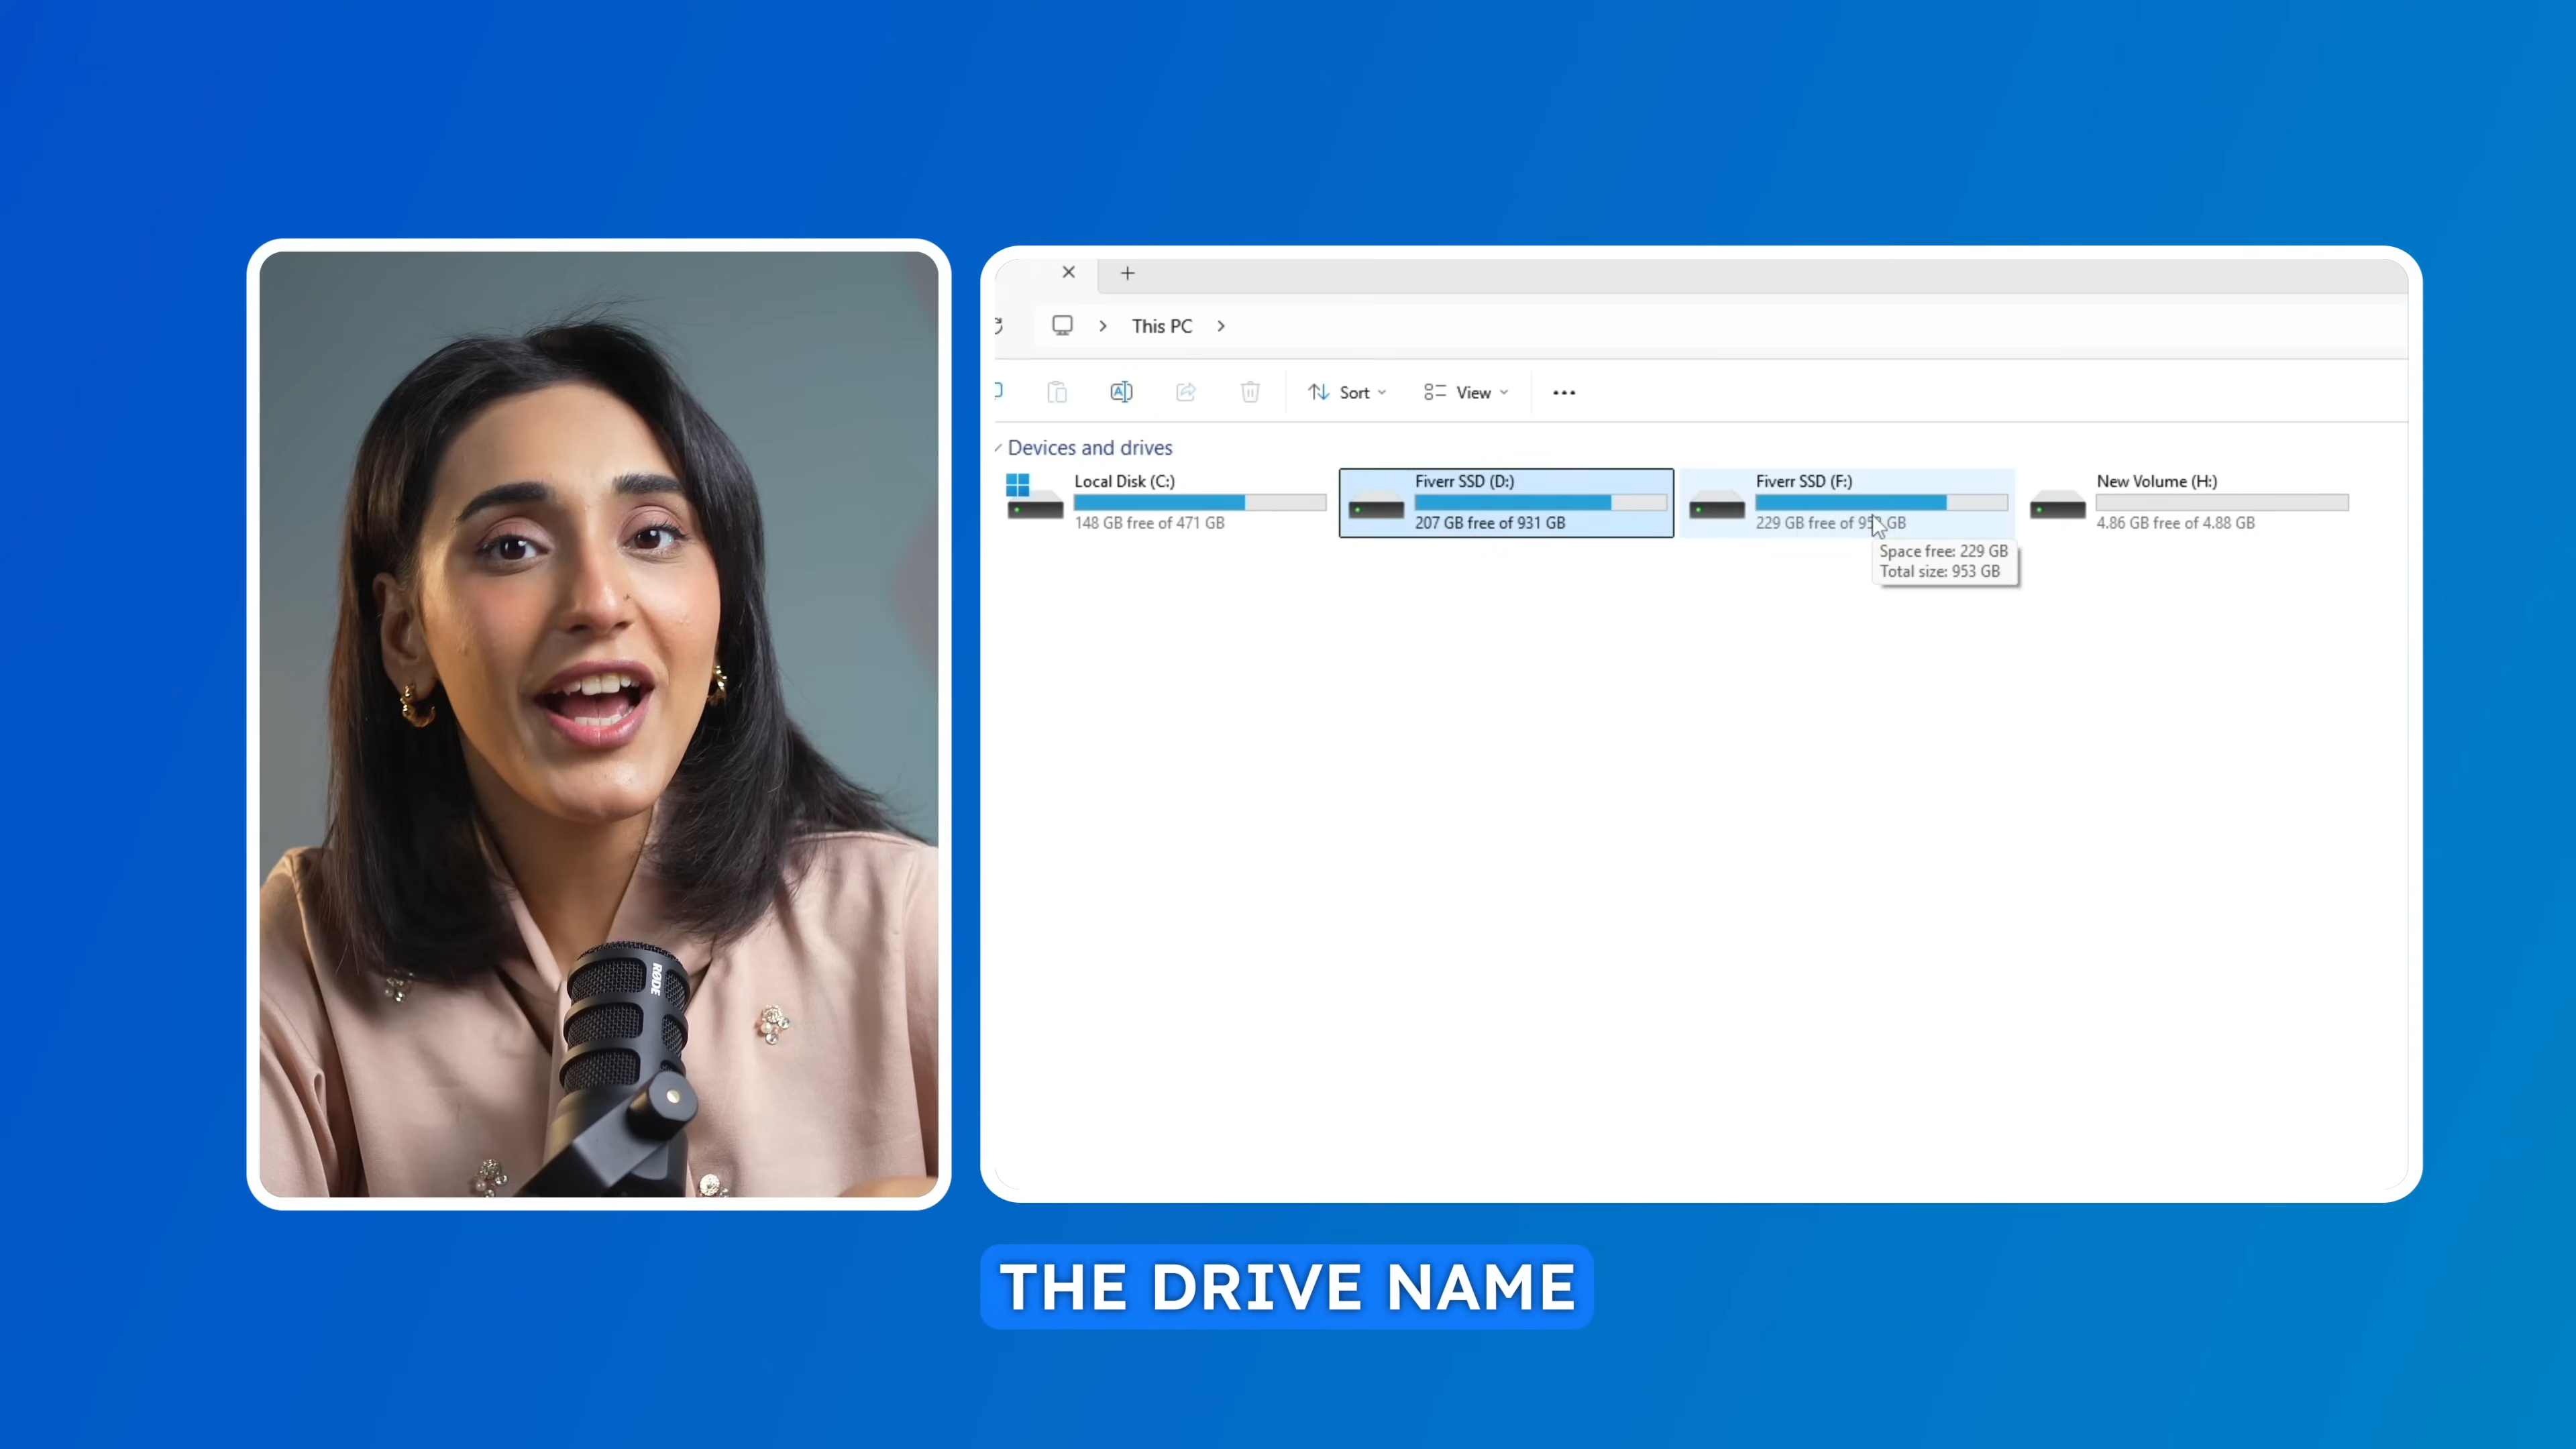 RØDE
This PC
Sort
View
Devices and drives
Local Disk (C:)
148 GB free of 471 GB
Fiverr SSD (D:)
207 GB free of 931 GB
Fiverr SSD (F:)
229 GB free of 953 GB
Space free: 229 GB
Total size: 953 GB
New Volume (H:)
4.86 GB free of 4.88 GB
THE DRIVE NAME